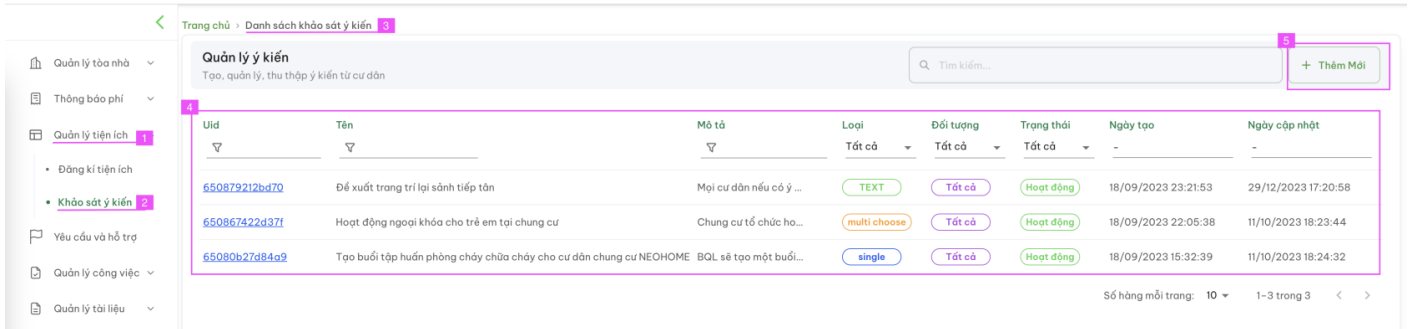 Trang chủ > Danh sách khảo sát ý kiến 3
Quản lý ý kiến
Tạo, quản lý, thu thập ý kiến từ cư dân
Tìm kiếm...
5
+ Thêm Mới
Quản lý tòa nhà
Thông báo phí
Quản lý tiện ích 1
• Đăng kí tiện ích
• Khảo sát ý kiến 2
Yêu cầu và hỗ trợ
Quản lý công việc
Quản lý tài liệu
4
Uid Tên Mô tả Loại Đối tượng Trạng thái Ngày tạo Ngày cập nhật
Tất cả Tất cả Tất cả - -
650879212bd70 Đề xuất trang trí lại sảnh tiếp tân Mọi cư dân nếu có ý ... TEXT Tất cả Hoạt động 18/09/2023 23:21:53 29/12/2023 17:20:58
650867422d37f Hoạt động ngoại khóa cho trẻ em tại chung cư Chung cư tổ chức ho... multi choose Tất cả Hoạt động 18/09/2023 22:05:38 11/10/2023 18:23:44
65080b27d84a9 Tạo buổi tập huấn phòng cháy chữa cháy cho cư dân chung cư NEOHOME BQL sẽ tạo một buổi... single Tất cả Hoạt động 18/09/2023 15:32:39 11/10/2023 18:24:32
Số hàng mỗi trang: 10 1–3 trong 3 < >